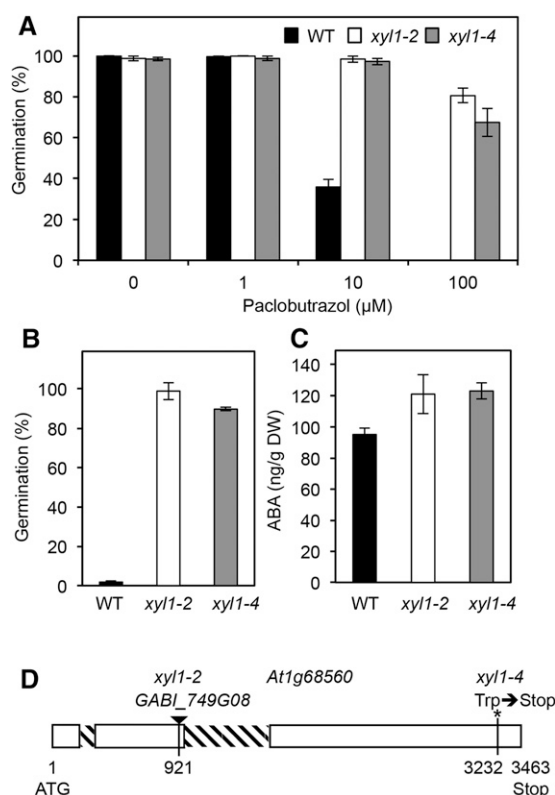 A
WT xyl1-2 xyl1-4
Germination (%)
100
80
60
40
20
0
0 1 10 100
Paclobutrazol (µM)
B
Germination (%)
100
80
60
40
20
0
WT xyl1-2 xyl1-4
C
ABA (ng/g DW)
140
120
100
80
60
40
20
0
WT xyl1-2 xyl1-4
D
xyl1-2 At1g68560 xyl1-4
GABI_749G08 Trp➔Stop
*
1 921 3232 3463
ATG Stop